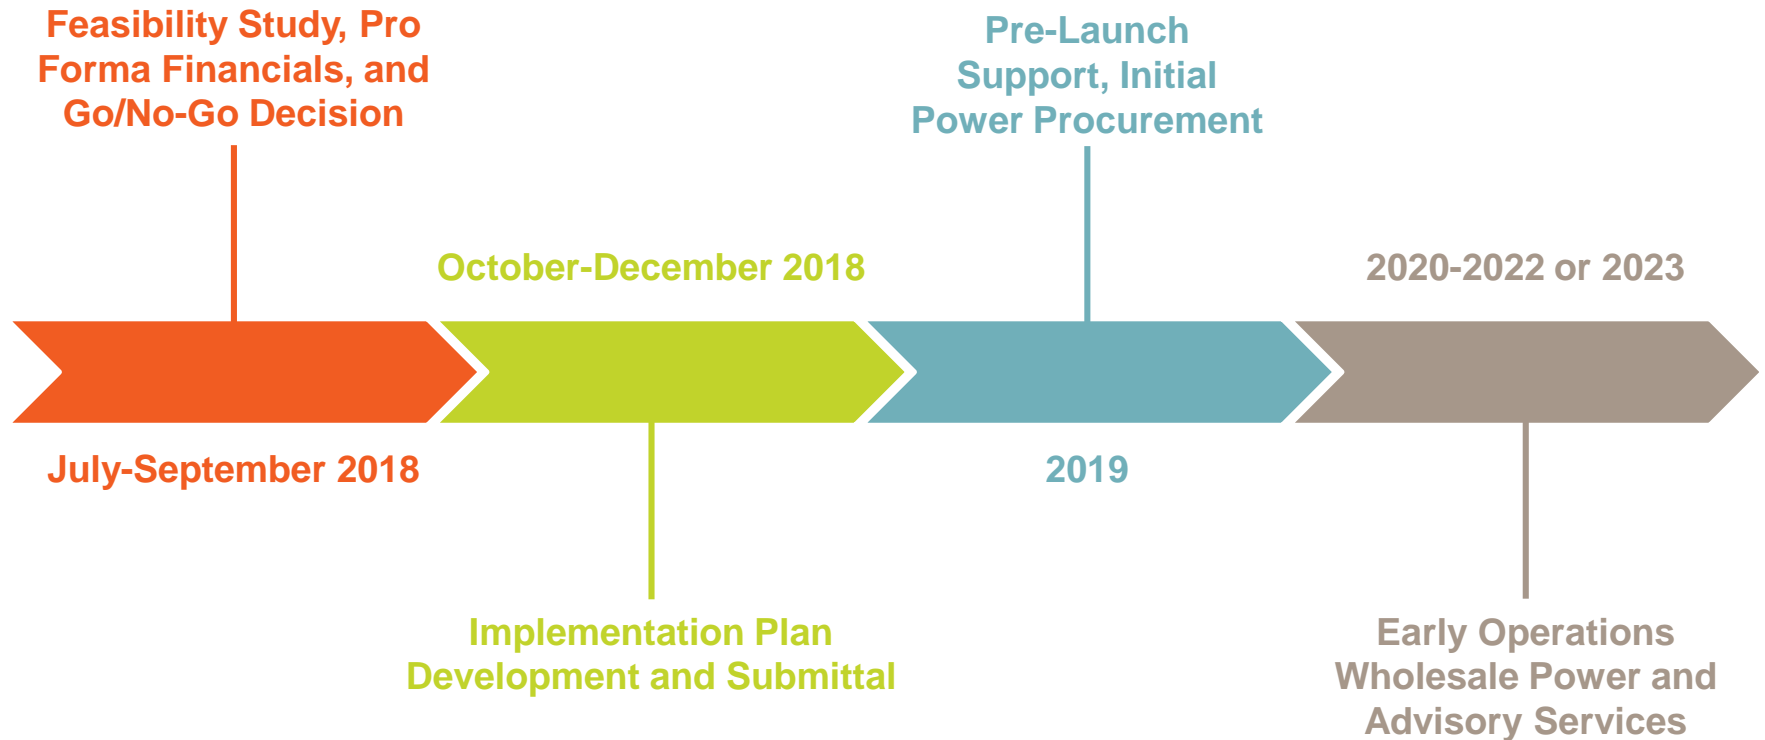 Feasibility Study, Pro
Forma Financials, and
Go/No-Go Decision
July-September 2018
October-December 2018
Implementation Plan
Development and Submittal
Pre-Launch
Support, Initial
Power Procurement
2019
2020-2022 or 2023
Early Operations
Wholesale Power and
Advisory Services